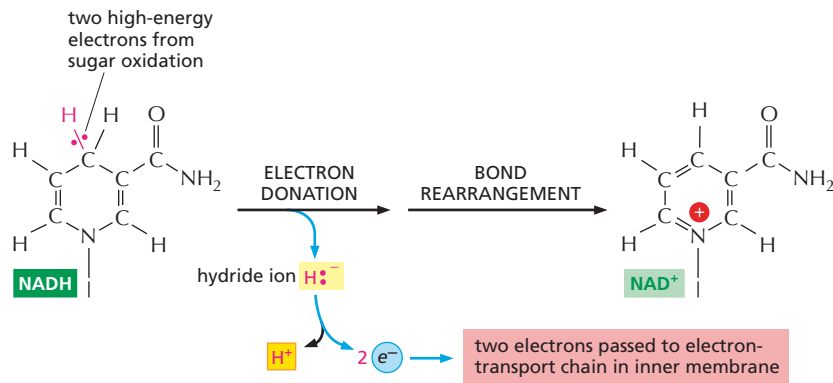 two high-energy
electrons from
sugar oxidation
H H O
H C C NH₂
C C
C C
H N H
NADH
ELECTRON
DONATION
BOND
REARRANGEMENT
hydride ion H:⁻
H⁺ 2 e⁻
two electrons passed to electron-
transport chain in inner membrane
H O
H C C NH₂
C C
+
C C
H N H
NAD⁺